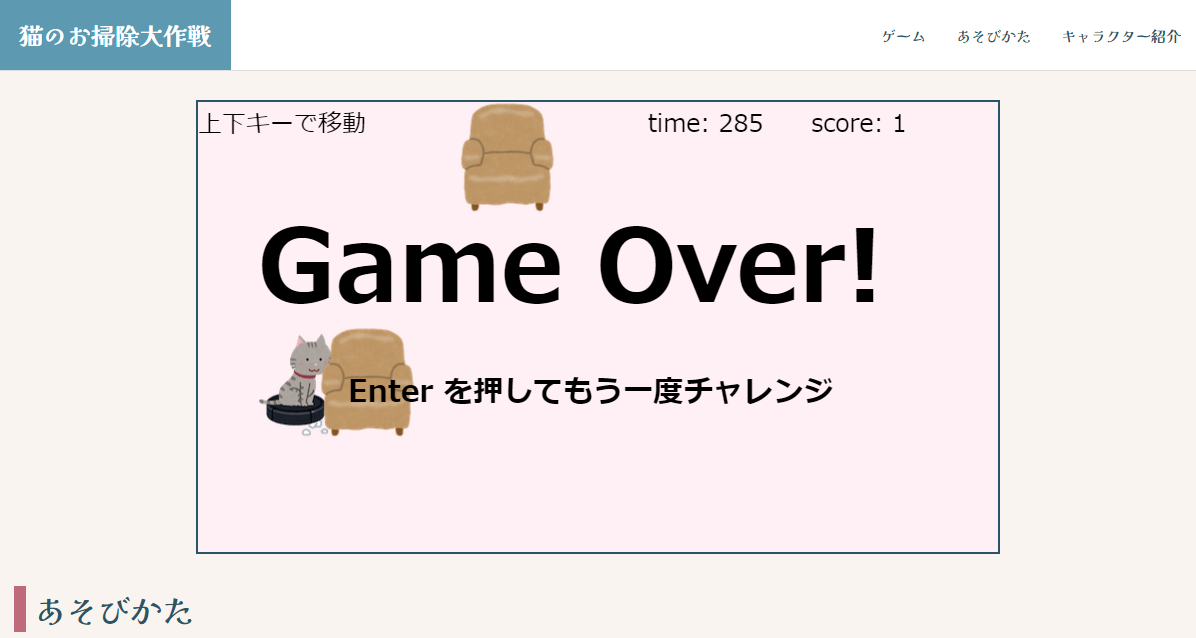 猫のお掃除大作戦
ゲーム あそびかた キャラクター紹介
上下キーで移動 time: 285 score: 1
Game Over!
Enter を押してもう一度チャレンジ
あそびかた